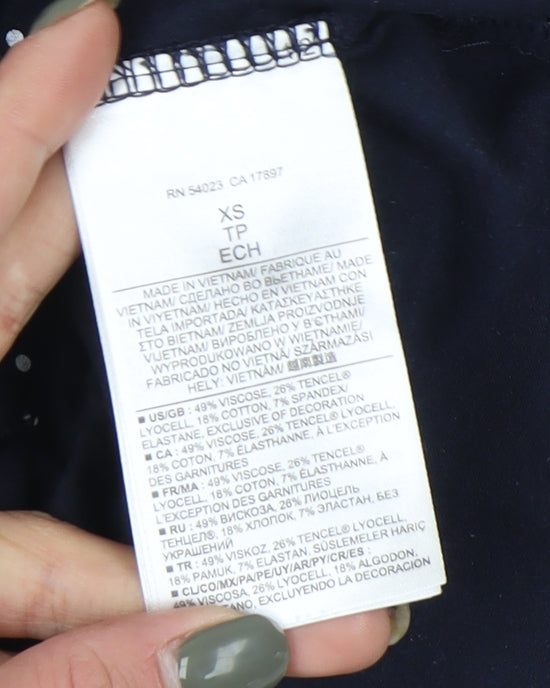 RN 54023 CA 17897
XS
TP
ECH
MADE IN VIETNAM/ FABRIQUE AU
VIETNAM/ СДЕЛАНО ВО ВЬЕТНАМЕ/ MADE
IN VIYETNAM/ HECHO EN VIETNAM CON
TELA IMPORTADA/ ΚΑΤΑΣΚΕΥΑΣΤΗΚΕ
ΣΤΟ ΒΙΕΤΝΑΜ/ ZEMLJA PROIZVODNJE
VIJETNAM/ ВИРОБЛЕНО У В'ЄТНАМІ/
WYPRODUKOWANO W WIETNAMIE/
FABRICADO NO VIETNÃ/ SZÁRMAZÁSI
HELY: VIETNÁM/
■ US/GB : 49% VISCOSE, 26% TENCEL®
LYOCELL, 18% COTTON, 7% SPANDEX/
ELASTANE, EXCLUSIVE OF DECORATION
■ CA : 49% VISCOSE, 26% TENCEL® LYOCELL,
18% COTON, 7% ÉLASTHANNE, À L'EXCEPTION
DES GARNITURES
■ FR/MA : 49% VISCOSE, 26% TENCEL®
LYOCELL, 18% COTON, 7% ÉLASTHANNE, À
L'EXCEPTION DES GARNITURES
■ RU : 49% ВИСКОЗА, 26% ЛИОЦЕЛЬ
ТЕНЦЕЛ®, 18% ХЛОПОК, 7% ЭЛАСТАН, БЕЗ
УКРАШЕНИЙ
■ TR : 49% VISKOZ, 26% TENCEL® LYOCELL,
18% PAMUK, 7% ELASTAN, SÜSLEMELER HARİÇ
■ CL/CO/MX/PA/PE/UY/AR/PY/CR/ES :
49% VISCOSA, 26% LYOCELL, 18% ALGODON,
EXCLUYENDO LA DECORACION